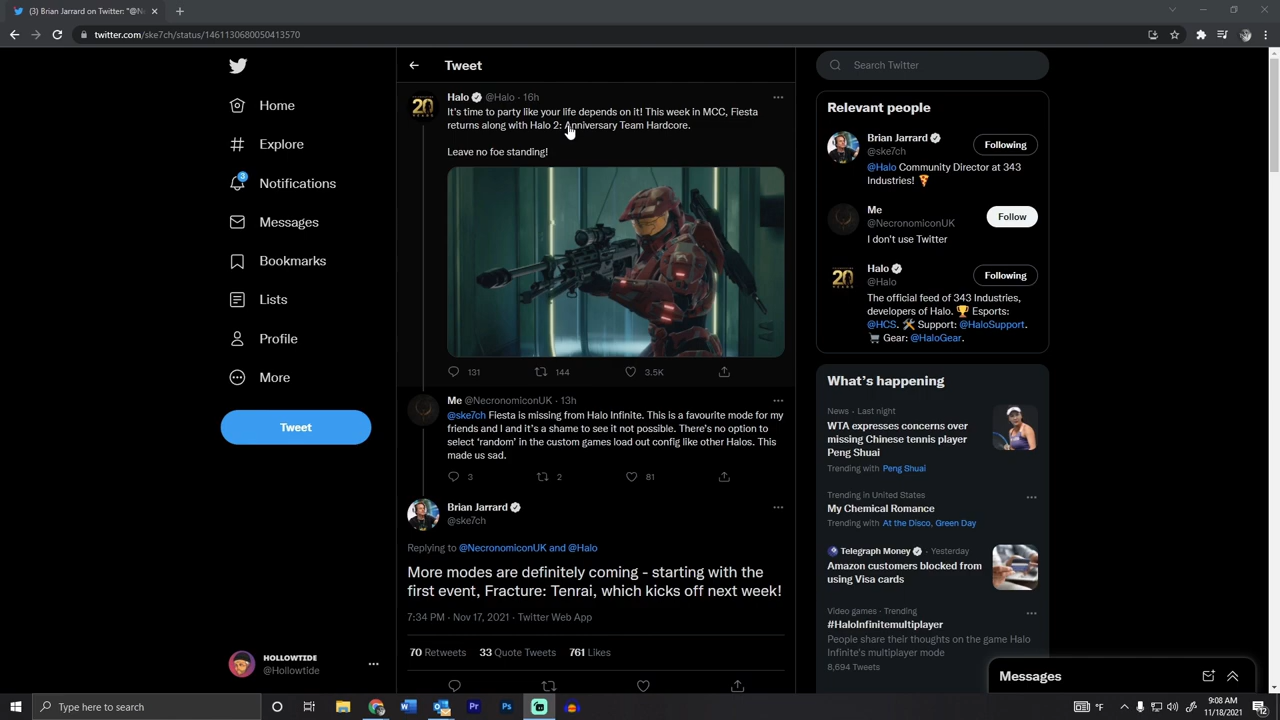 (3) Brian Jarrard on Twitter: "@Ne
twitter.com/ske7ch/status/1461130680050413570
Home
Explore
3
Notifications
Messages
Bookmarks
Lists
Profile
More
Tweet
HOLLOWTIDE
@Hollowtide
Tweet
20
Halo @Halo · 16h
It's time to party like your life depends on it! This week in MCC, Fiesta
returns along with Halo 2: Anniversary Team Hardcore.
Leave no foe standing!
131 144 3.5K
Me @NecronomiconUK · 13h
@ske7ch Fiesta is missing from Halo Infinite. This is a favourite mode for my
friends and I and it's a shame to see it not possible. There's no option to
select 'random' in the custom games load out config like other Halos. This
made us sad.
3 2 81
Brian Jarrard
@ske7ch
Replying to @NecronomiconUK and @Halo
More modes are definitely coming - starting with the
first event, Fracture: Tenrai, which kicks off next week!
7:34 PM · Nov 17, 2021 · Twitter Web App
70 Retweets 33 Quote Tweets 761 Likes
Search Twitter
Relevant people
Brian Jarrard
@ske7ch
Following
@Halo Community Director at 343
Industries! 🍕
Me
@NecronomiconUK
Follow
I don't use Twitter
20
YEARS
Halo
@Halo
Following
The official feed of 343 Industries,
developers of Halo. 🏆 Esports:
@HCS. 🛠 Support: @HaloSupport.
🛒 Gear: @HaloGear.
What's happening
News · Last night
WTA expresses concerns over
missing Chinese tennis player
Peng Shuai
Trending with Peng Shuai
Trending in United States
My Chemical Romance
Trending with At the Disco, Green Day
Telegraph Money · Yesterday
Amazon customers blocked from
using Visa cards
Video games · Trending
#HaloInfinitemultiplayer
People share their thoughts on the game Halo
Infinite's multiplayer mode
8,694 Tweets
Messages
Type here to search
W
Pr
Ps
°F
9:08 AM
11/18/2021
12